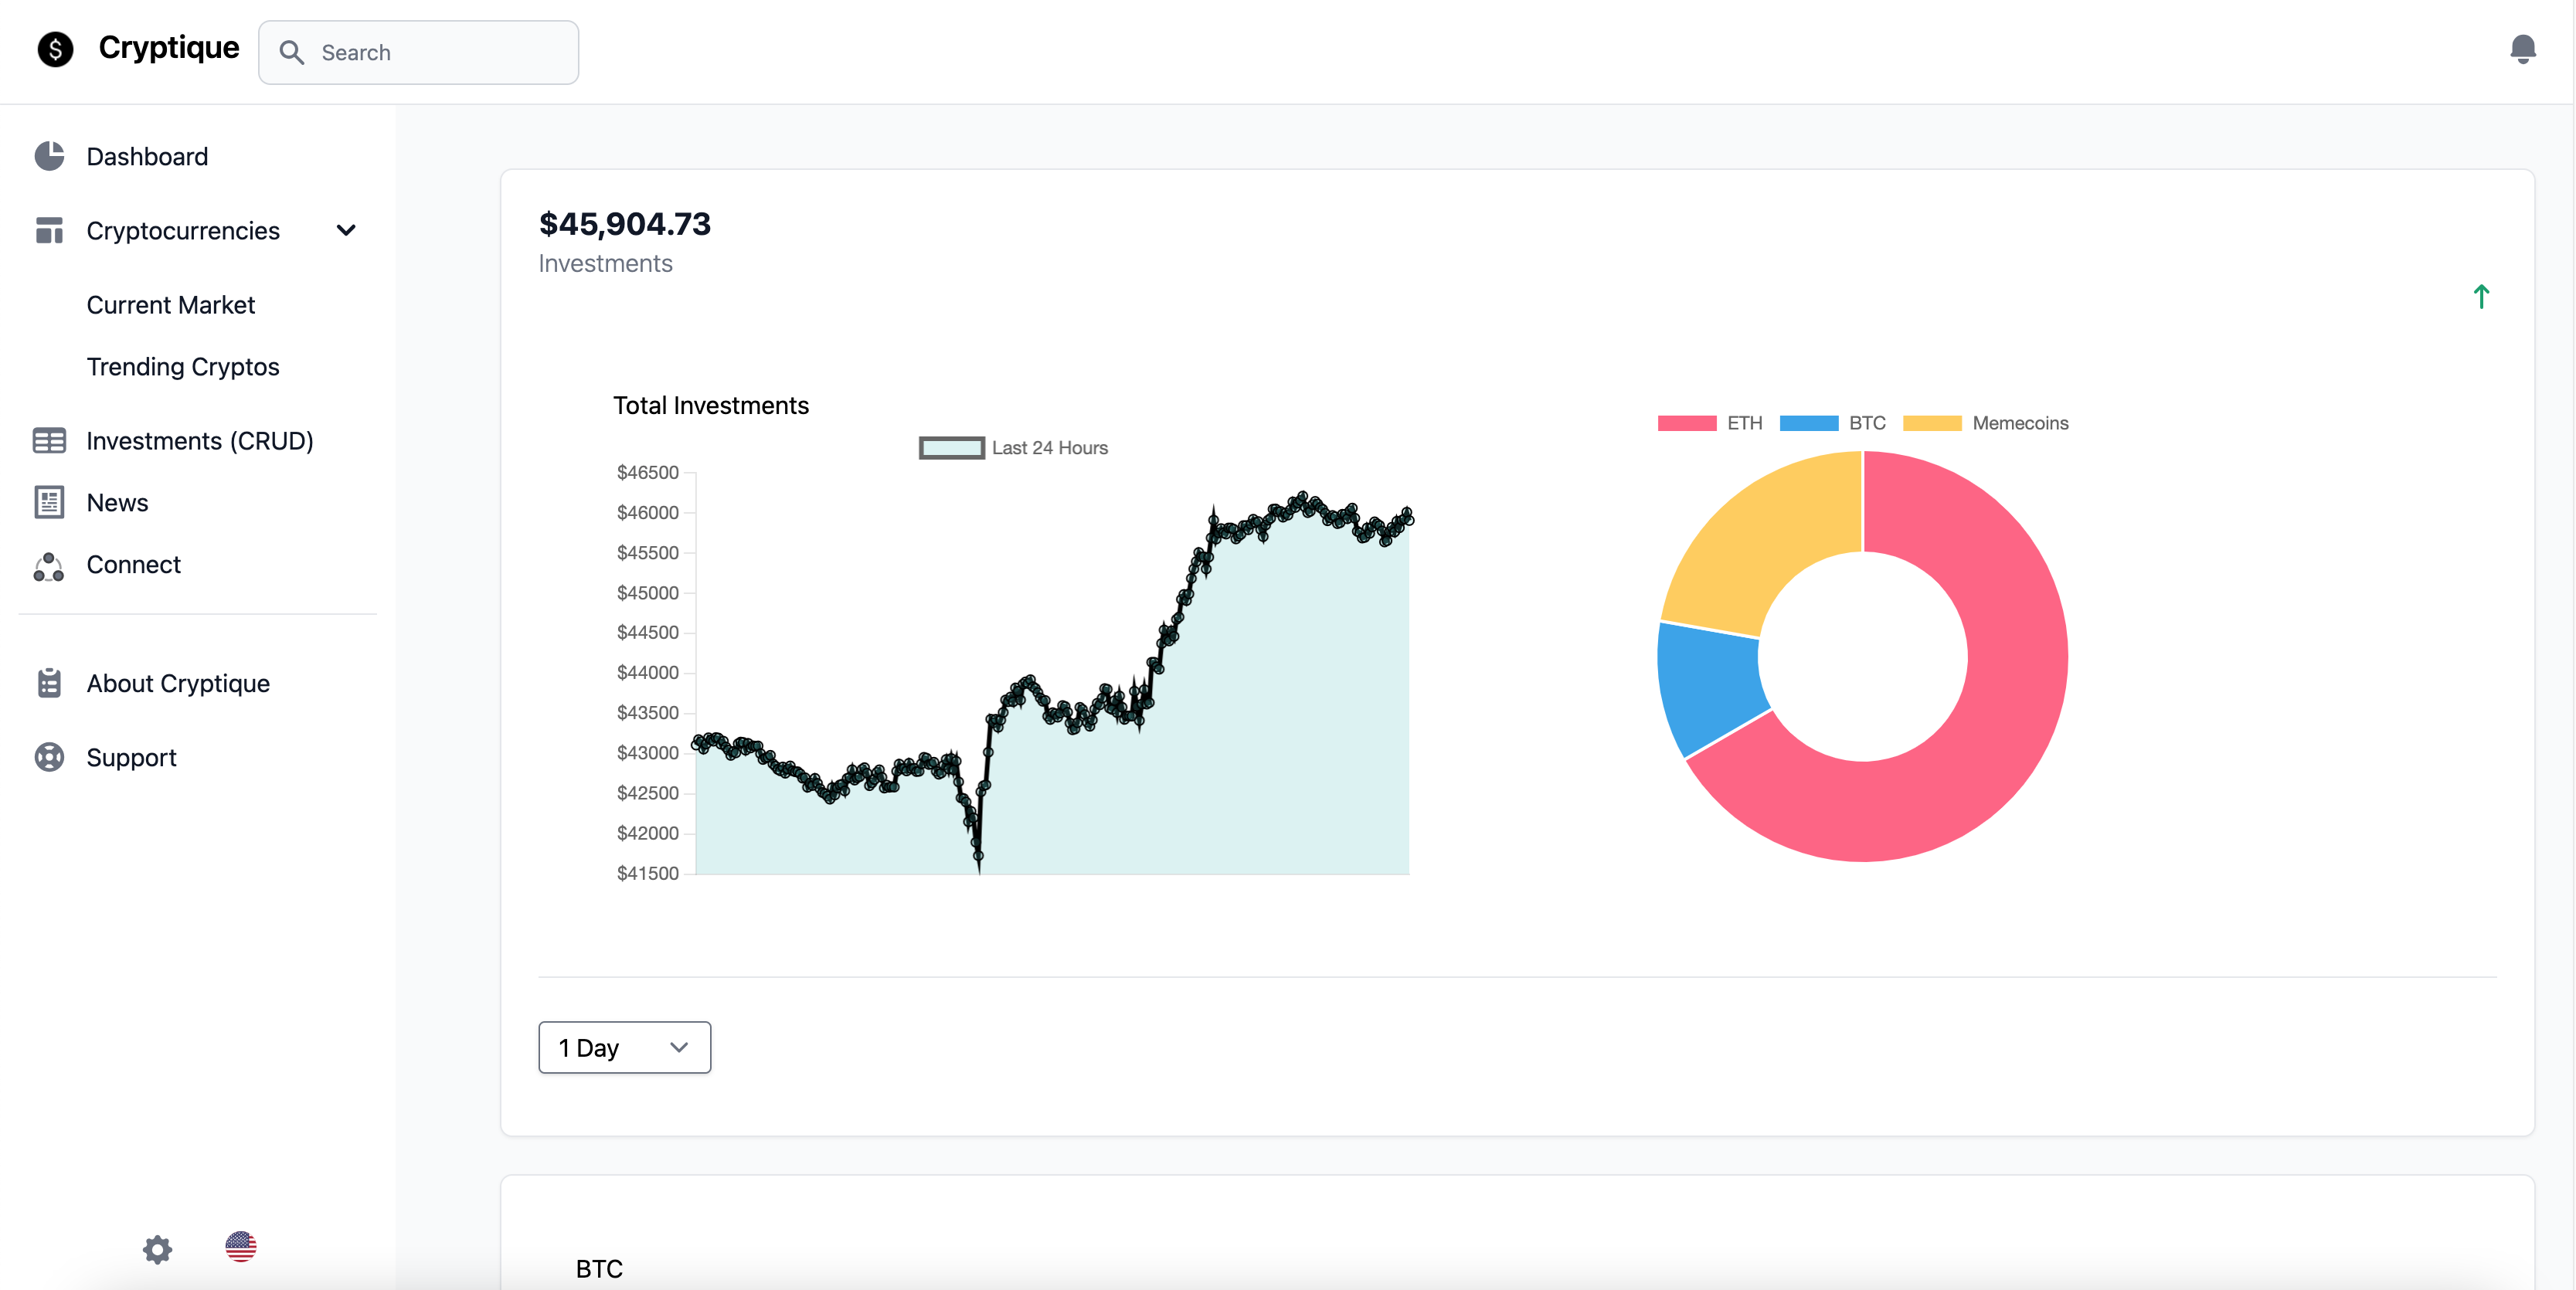 $ Cryptique
Search
Dashboard
Cryptocurrencies
Current Market
Trending Cryptos
Investments (CRUD)
News
Connect
About Cryptique
Support
$45,904.73
Investments
Total Investments
Last 24 Hours
$46500
$46000
$45500
$45000
$44500
$44000
$43500
$43000
$42500
$42000
$41500
ETH BTC Memecoins
1 Day
BTC